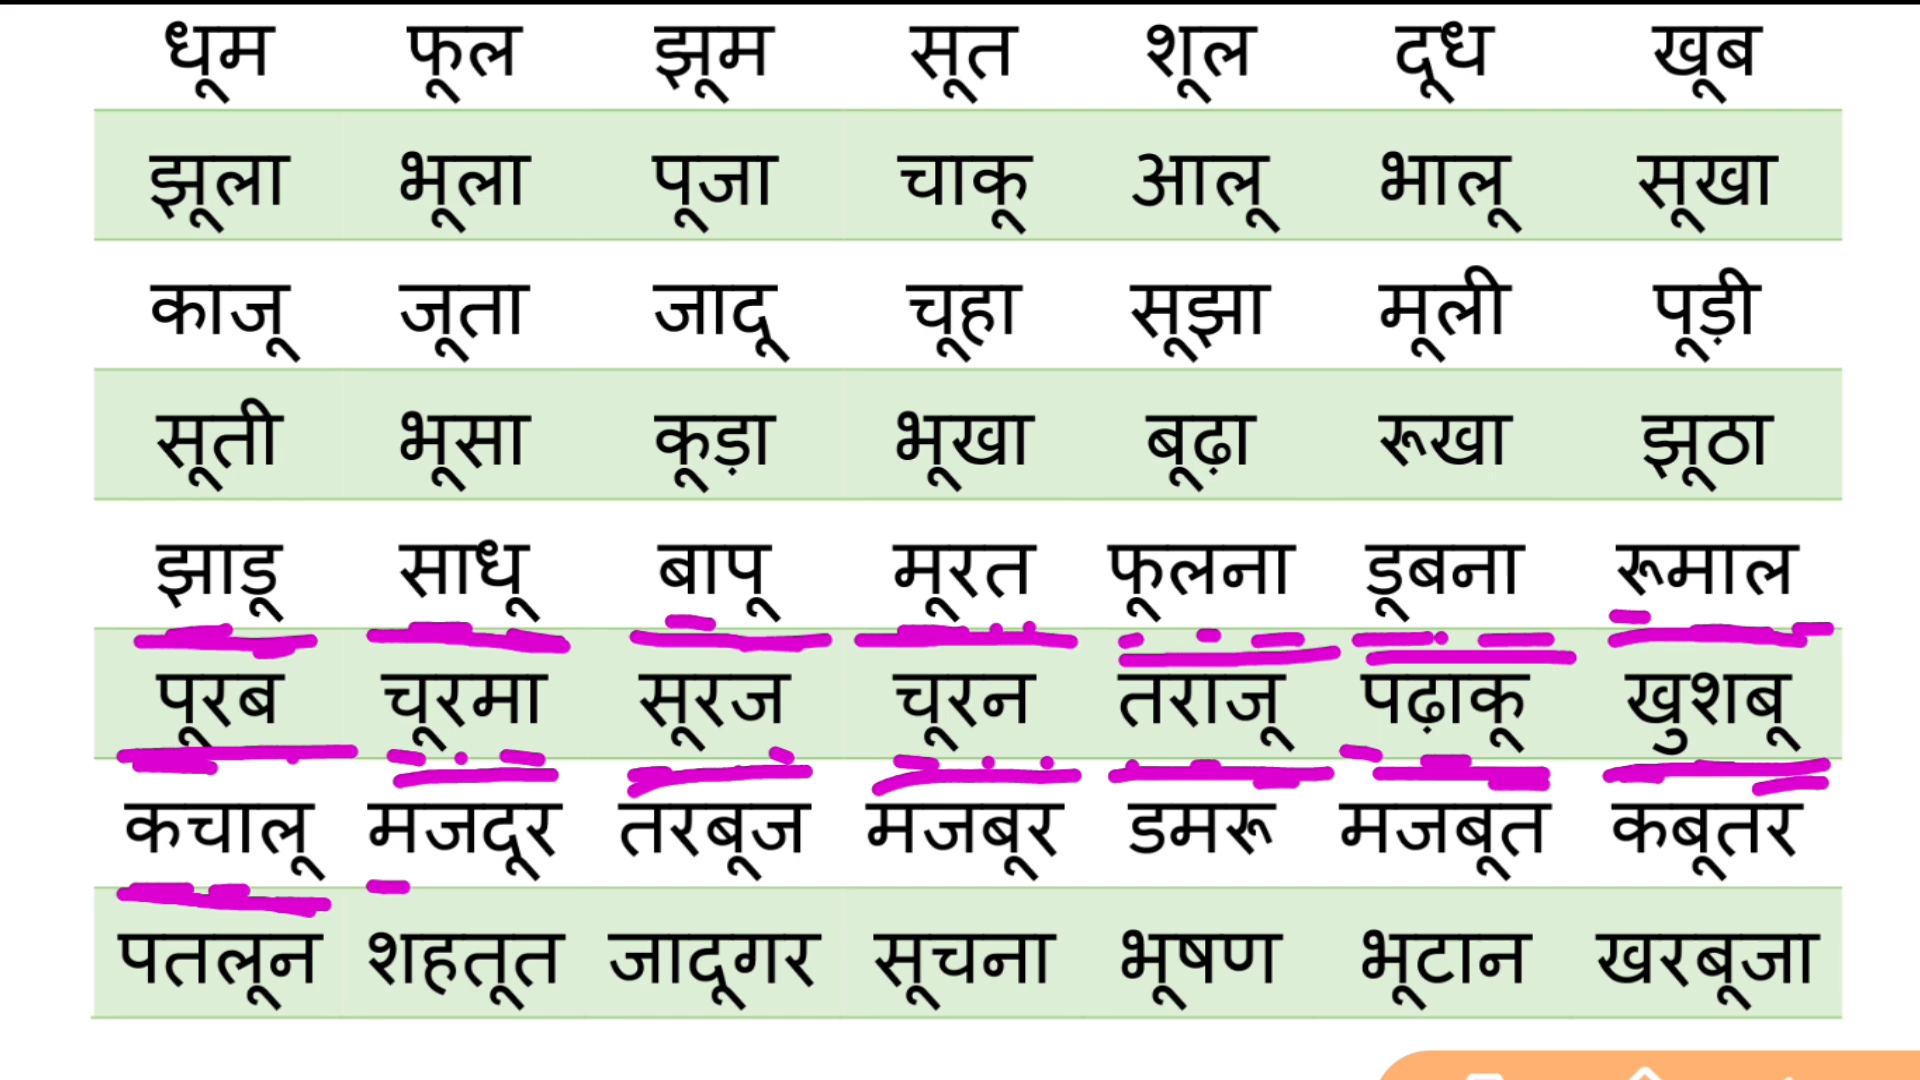 धूम फूल झूम सूत शूल दूध खूब
झूला भूला पूजा चाकू आलू भालू सूखा
काजू जूता जादू चूहा सूझा मूली पूड़ी
सूती भूसा कूड़ा भूखा बूढ़ा रूखा झूठा
झाडू साधू बापू मूरत फूलना डूबना रूमाल
पूरब चूरमा सूरज चूरन तराजू पढ़ाकू खुशबू
कचालू मजदूर तरबूज मजबूर डमरू मजबूत कबूतर
पतलून शहतूत जादूगर सूचना भूषण भूटान खरबूजा